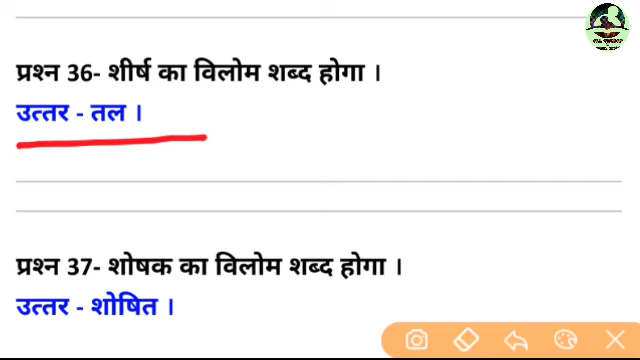 प्रश्न 36- शीर्ष का विलोम शब्द होगा ।
उत्तर - तल ।
प्रश्न 37- शोषक का विलोम शब्द होगा ।
उत्तर - शोषित ।